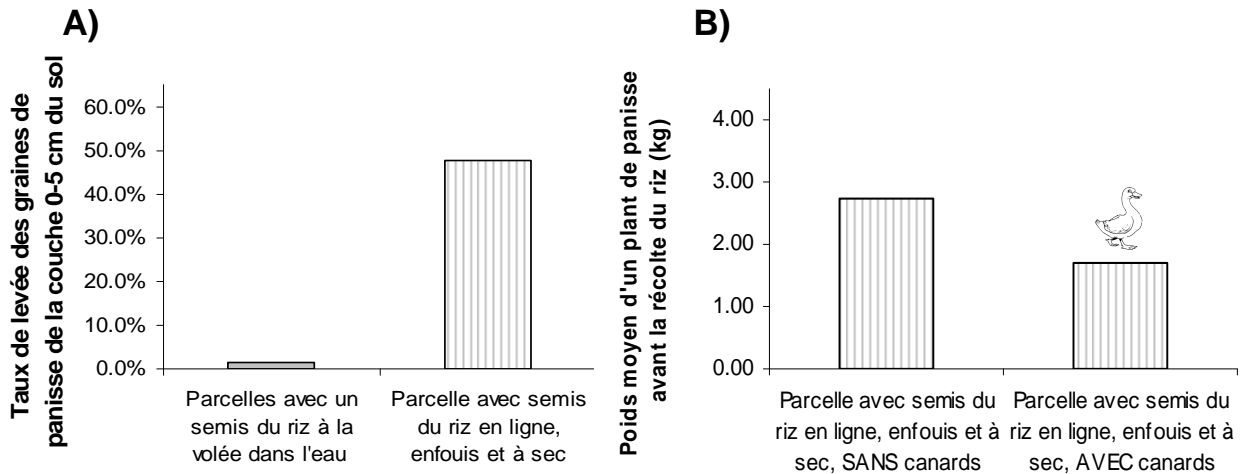 A)
Taux de levée des graines de
panisse de la couche 0-5 cm du sol
60.0%
50.0%
40.0%
30.0%
20.0%
10.0%
0.0%
Parcelles avec un
semis du riz à la
volée dans l'eau
Parcelle avec semis
du riz en ligne,
enfouis et à sec
B)
Poids moyen d'un plant de panisse
avant la récolte du riz (kg)
4.00
3.00
2.00
1.00
0.00
Parcelle avec semis du
riz en ligne, enfouis et à
sec, SANS canards
Parcelle avec semis du
riz en ligne, enfouis et à
sec, AVEC canards